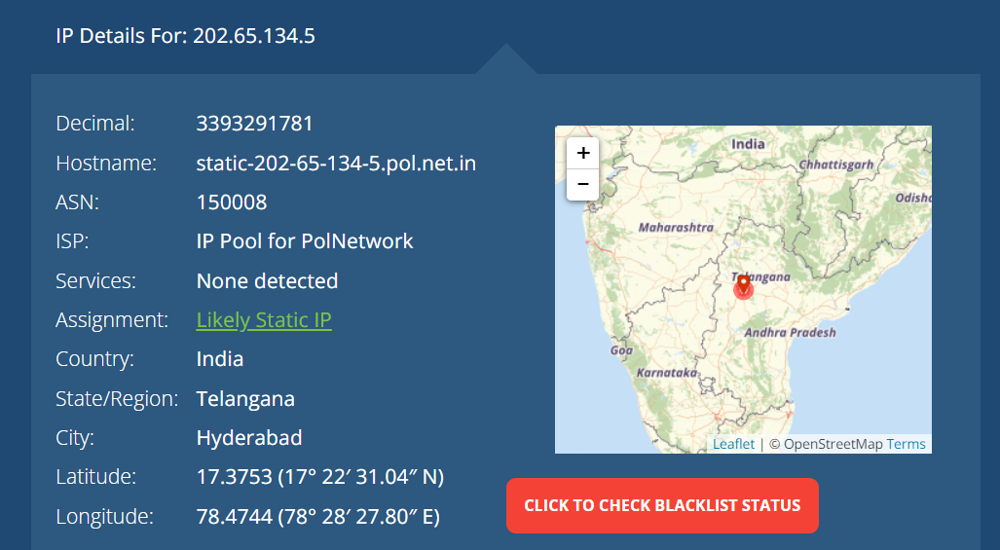 IP Details For: 202.65.134.5
Decimal: 3393291781
Hostname: static-202-65-134-5.pol.net.in
ASN: 150008
ISP: IP Pool for PolNetwork
Services: None detected
Assignment: Likely Static IP
Country: India
State/Region: Telangana
City: Hyderabad
Latitude: 17.3753 (17° 22′ 31.04″ N)
Longitude: 78.4744 (78° 28′ 27.80″ E)
+
−
India
Chhattisgarh
Odish
Maharashtra
Telangana
Andhra Pradesh
Goa
Karnataka
Leaflet | © OpenStreetMap Terms
CLICK TO CHECK BLACKLIST STATUS